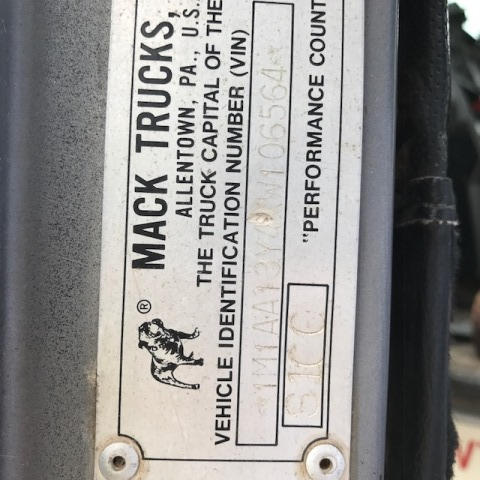 MACK TRUCKS,
ALLENTOWN, PA., U.S.
THE TRUCK CAPITAL OF THE
VEHICLE IDENTIFICATION NUMBER (VIN)
"PERFORMANCE COUNT
®